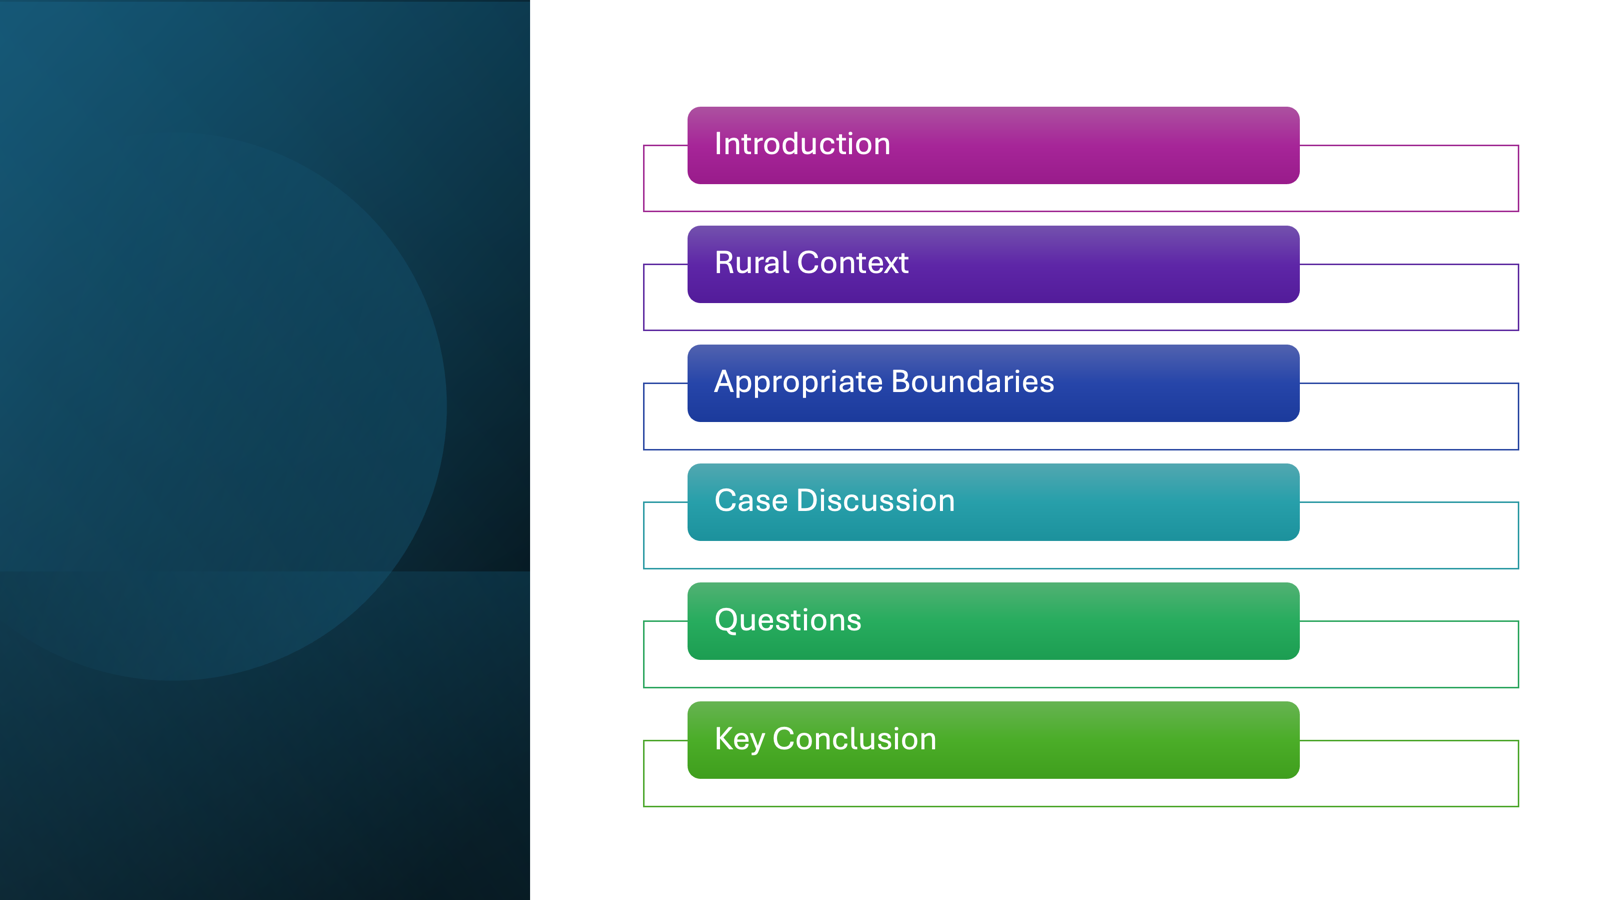 Introduction
Rural Context
Appropriate Boundaries
Case Discussion
Questions
Key Conclusion